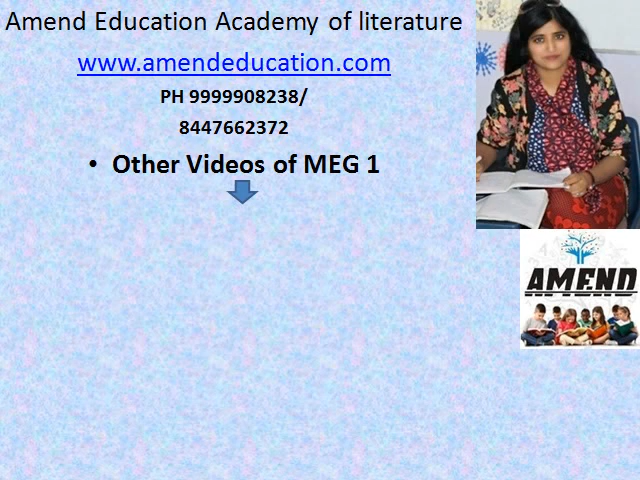 Amend Education Academy of literature
www.amendeducation.com
PH 9999908238/
8447662372
• Other Videos of MEG 1
AMEND